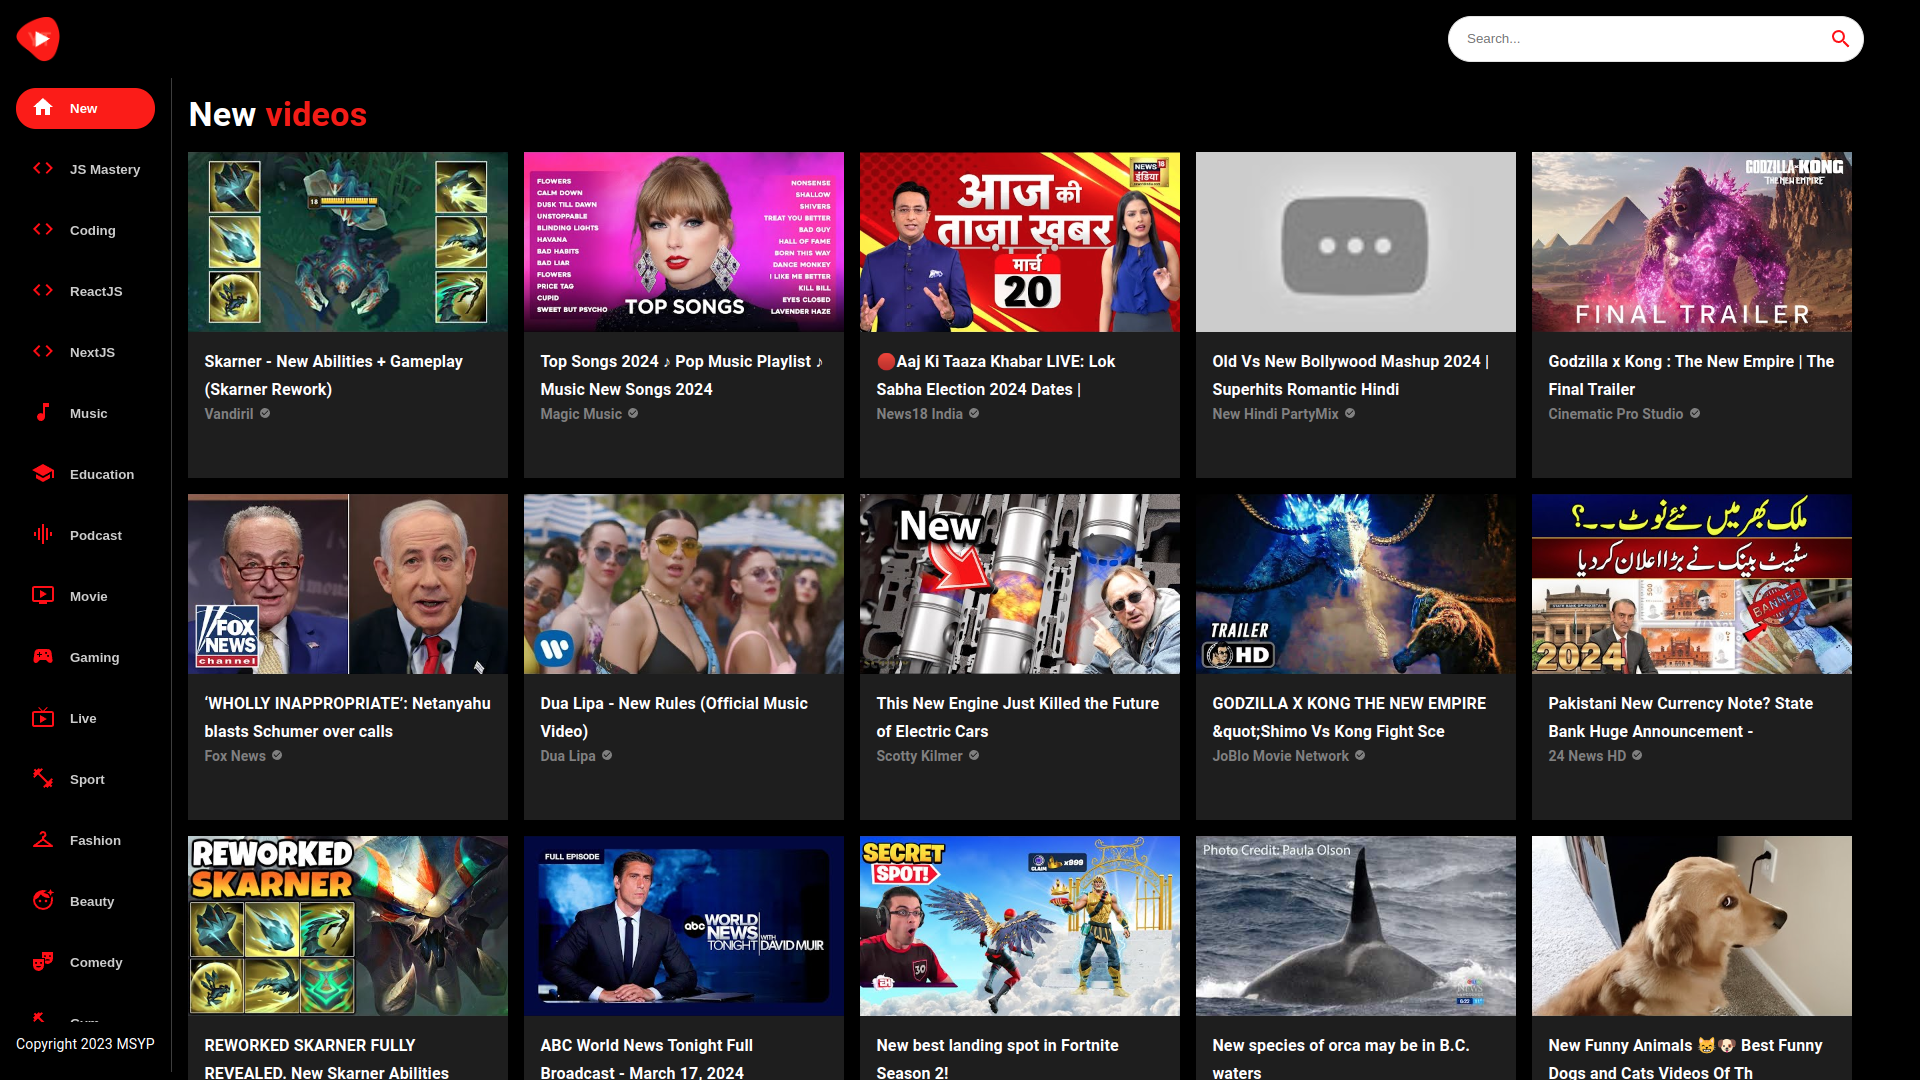 Search...
New
JS Mastery
Coding
ReactJS
NextJS
Music
Education
Podcast
Movie
Gaming
Live
Sport
Fashion
Beauty
Comedy
Copyright 2023 MSYP
New videos
18
Skarner - New Abilities + Gameplay
(Skarner Rework)
Vandiril
FLOWERS
CALM DOWN
DUSK TILL DAWN
UNSTOPPABLE
BLINDING LIGHTS
HAVANA
BAD HABITS
BAD LIAR
FLOWERS
PRICE TAG
CUPID
SWEET BUT PSYCHO
NONSENSE
SHALLOW
SHIVERS
TREAT YOU BETTER
BAD GUY
HALL OF FAME
BORN THIS WAY
DANCE MONKEY
I LIKE ME BETTER
KILL BILL
EYES CLOSED
LAVENDER HAZE
TOP SONGS
Top Songs 2024 ♪ Pop Music Playlist ♪
Music New Songs 2024
Magic Music
NEWS 18
इंडिया
आज की
ताजा खबर
मार्च
20
🔴Aaj Ki Taaza Khabar LIVE: Lok
Sabha Election 2024 Dates |
News18 India
Old Vs New Bollywood Mashup 2024 |
Superhits Romantic Hindi
New Hindi PartyMix
GODZILLA x KONG
THE NEW EMPIRE
FINAL TRAILER
Godzilla x Kong : The New Empire | The
Final Trailer
Cinematic Pro Studio
FOX
NEWS
channel
‘WHOLLY INAPPROPRIATE’: Netanyahu
blasts Schumer over calls
Fox News
Dua Lipa - New Rules (Official Music
Video)
Dua Lipa
New
This New Engine Just Killed the Future
of Electric Cars
Scotty Kilmer
TRAILER
HD
GODZILLA X KONG THE NEW EMPIRE
&quot;Shimo Vs Kong Fight Sce
JoBlo Movie Network
ملک بھر میں نئے نوٹ ۔۔؟
سٹیٹ بینک نے بڑا اعلان کر دیا
STATE BANK OF PAKISTAN
BANNED
2024
Pakistani New Currency Note? State
Bank Huge Announcement -
24 News HD
REWORKED
SKARNER
REWORKED SKARNER FULLY
REVEALED. New Skarner Abilities
FULL EPISODE
abc WORLD
NEWS
TONIGHT WITH DAVID MUIR
ABC World News Tonight Full
Broadcast - March 17, 2024
SECRET
SPOT!
CLAIM x999
30
New best landing spot in Fortnite
Season 2!
Photo Credit: Paula Olson
NEWS
6:22
New species of orca may be in B.C.
waters
New Funny Animals 😹🐶 Best Funny
Dogs and Cats Videos Of Th